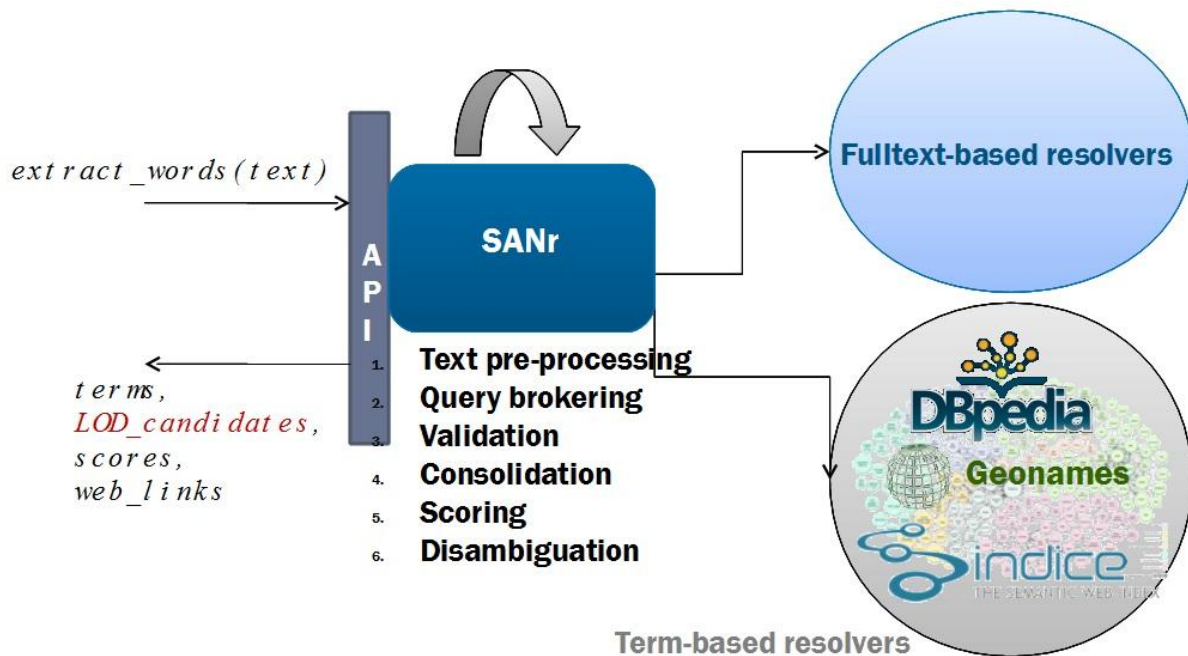 extract_words(text)
API
SANr
terms,
LOD_candidates,
scores,
web_links
1. Text pre-processing
2. Query brokering
3. Validation
4. Consolidation
5. Scoring
6. Disambiguation
Fulltext-based resolvers
DBpedia
Geonames
Sindice
THE SEMANTIC WEB INDEX
Term-based resolvers